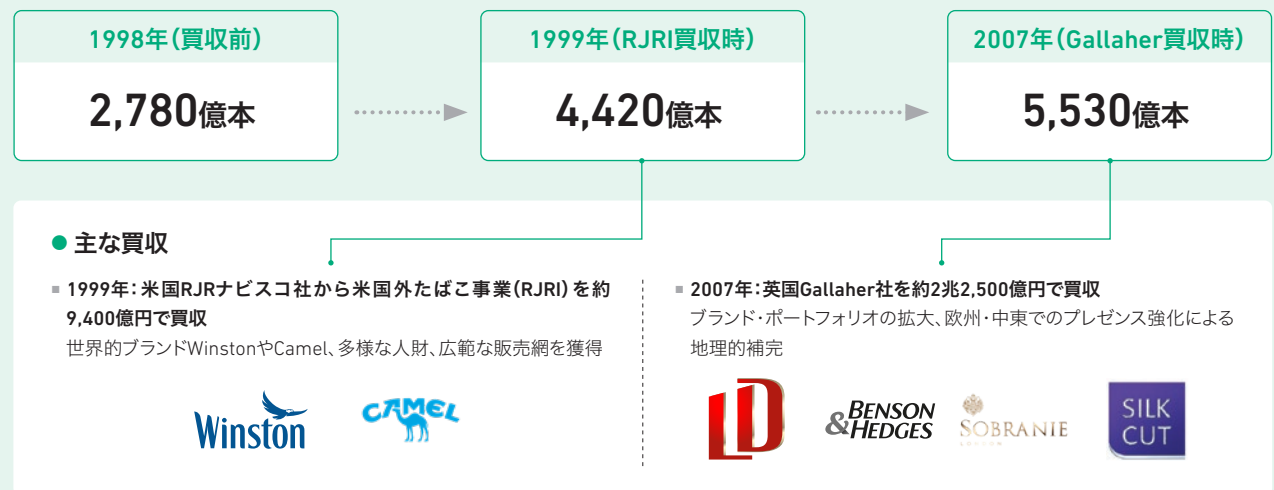 1998年(買収前)
2,780億本
1999年(RJRI買収時)
4,420億本
2007年(Gallaher買収時)
5,530億本
● 主な買収
■ 1999年：米国RJRナビスコ社から米国外たばこ事業(RJRI)を約
9,400億円で買収
世界的ブランドWinstonやCamel、多様な人財、広範な販売網を獲得
Winston
CAMEL
■ 2007年：英国Gallaher社を約2兆2,500億円で買収
ブランド・ポートフォリオの拡大、欧州・中東でのプレゼンス強化による
地理的補完
LD
BENSON
&HEDGES
SOBRANIE
LONDON
SILK
CUT